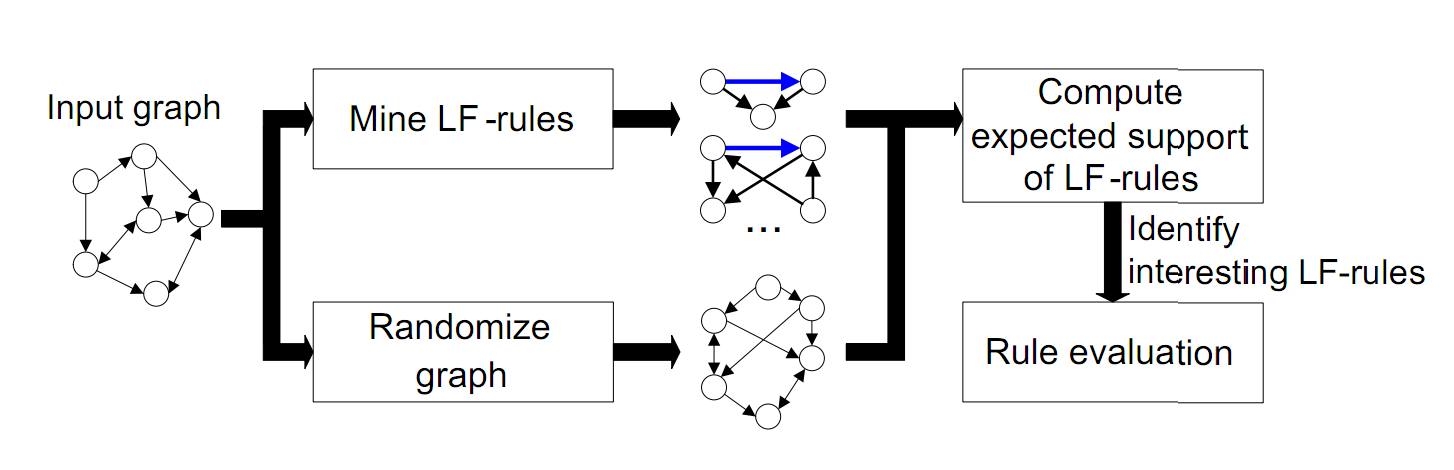 Input graph
Mine LF-rules
...
Compute
expected support
of LF-rules
Identify
interesting LF-rules
Randomize
graph
Rule evaluation